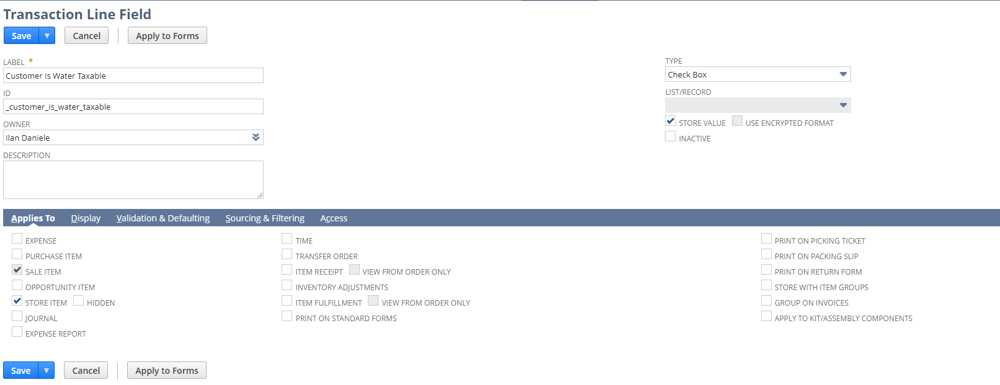 Transaction Line Field
Save Cancel Apply to Forms
LABEL *
Customer Is Water Taxable
ID
_customer_is_water_taxable
OWNER
Ilan Daniele
DESCRIPTION
TYPE
Check Box
LIST/RECORD
STORE VALUE USE ENCRYPTED FORMAT
INACTIVE
Applies To Display Validation & Defaulting Sourcing & Filtering Access
EXPENSE
PURCHASE ITEM
SALE ITEM
OPPORTUNITY ITEM
STORE ITEM HIDDEN
JOURNAL
EXPENSE REPORT
TIME
TRANSFER ORDER
ITEM RECEIPT VIEW FROM ORDER ONLY
INVENTORY ADJUSTMENTS
ITEM FULFILLMENT VIEW FROM ORDER ONLY
PRINT ON STANDARD FORMS
PRINT ON PICKING TICKET
PRINT ON PACKING SLIP
PRINT ON RETURN FORM
STORE WITH ITEM GROUPS
GROUP ON INVOICES
APPLY TO KIT/ASSEMBLY COMPONENTS
Save Cancel Apply to Forms